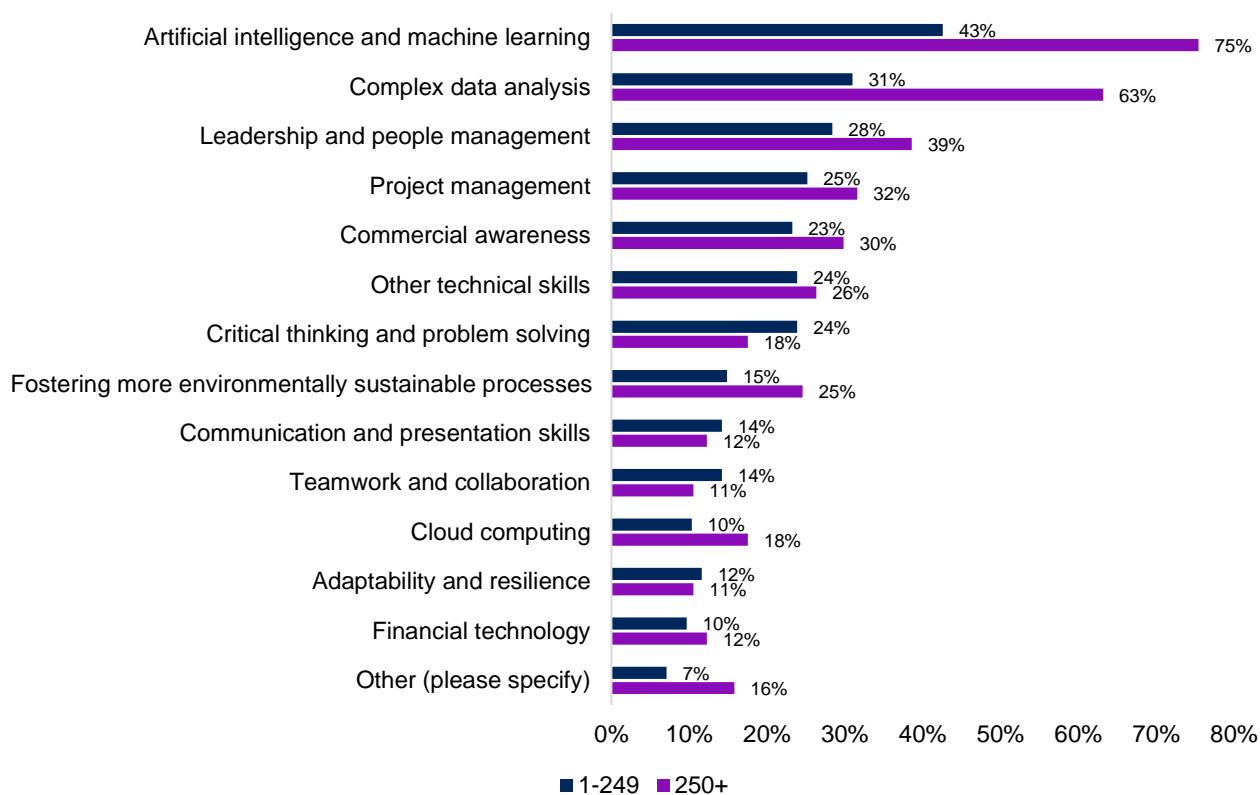 Artificial intelligence and machine learning 43%
75%
Complex data analysis 31%
63%
Leadership and people management 28%
39%
Project management 25%
32%
Commercial awareness 23%
30%
Other technical skills 24%
26%
Critical thinking and problem solving 24%
18%
Fostering more environmentally sustainable processes 15%
25%
Communication and presentation skills 14%
12%
Teamwork and collaboration 14%
11%
Cloud computing 10%
18%
Adaptability and resilience 12%
11%
Financial technology 10%
12%
Other (please specify) 7%
16%
0% 10% 20% 30% 40% 50% 60% 70% 80%
1-249 250+